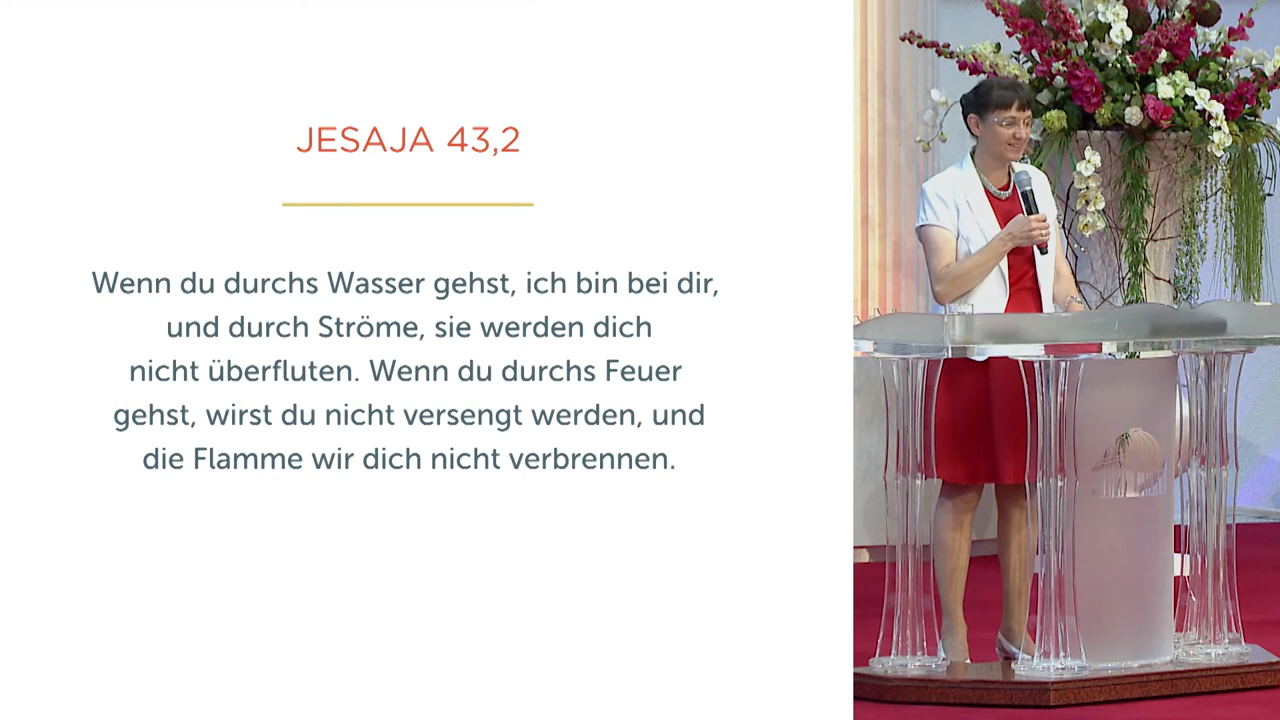 JESAJA 43,2
Wenn du durchs Wasser gehst, ich bin bei dir,
und durch Ströme, sie werden dich
nicht überfluten. Wenn du durchs Feuer
gehst, wirst du nicht versengt werden, und
die Flamme wir dich nicht verbrennen.